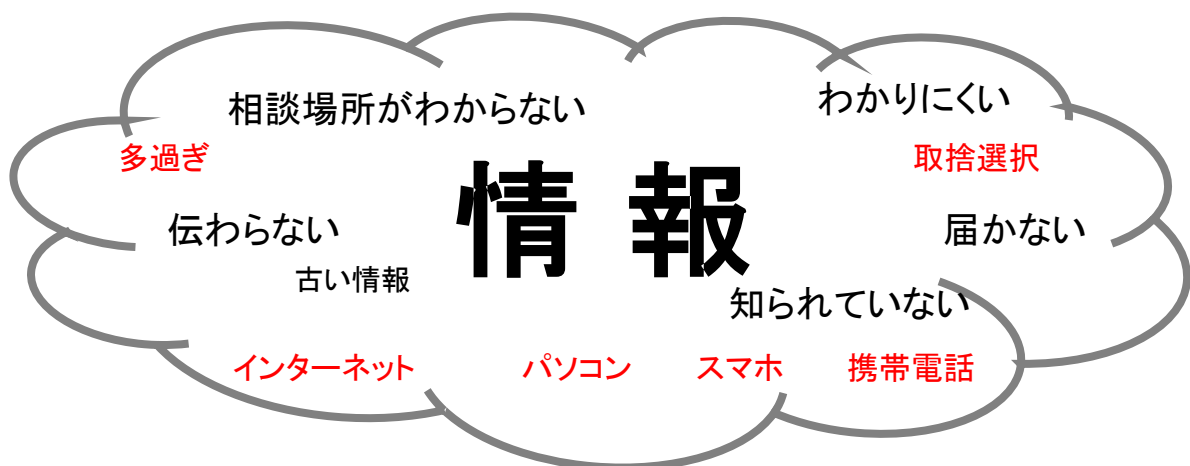 相談場所がわからない
わかりにくい
多過ぎ
取捨選択
情報
伝わらない
届かない
古い情報
知られていない
インターネット
パソコン
スマホ
携帯電話